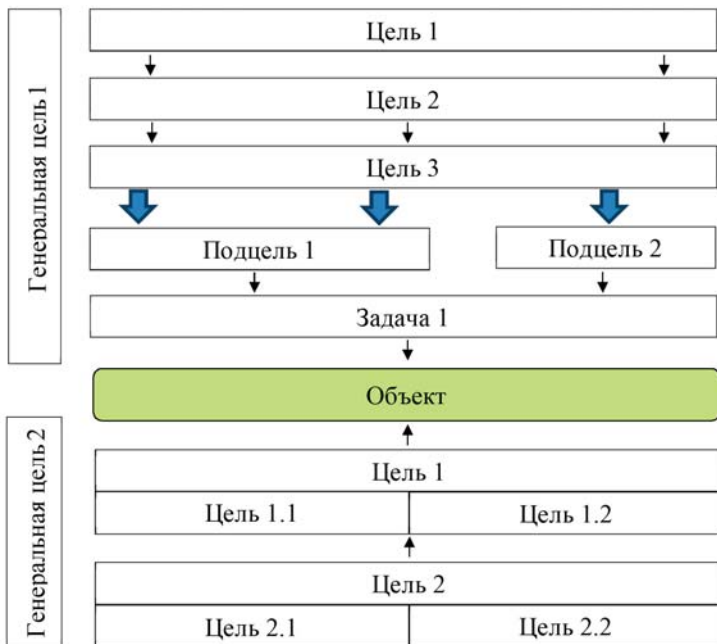 Генеральная цель 1
Цель 1
Цель 2
Цель 3
Подцель 1
Подцель 2
Задача 1
Объект
Генеральная цель 2
Цель 1
Цель 1.1
Цель 1.2
Цель 2
Цель 2.1
Цель 2.2